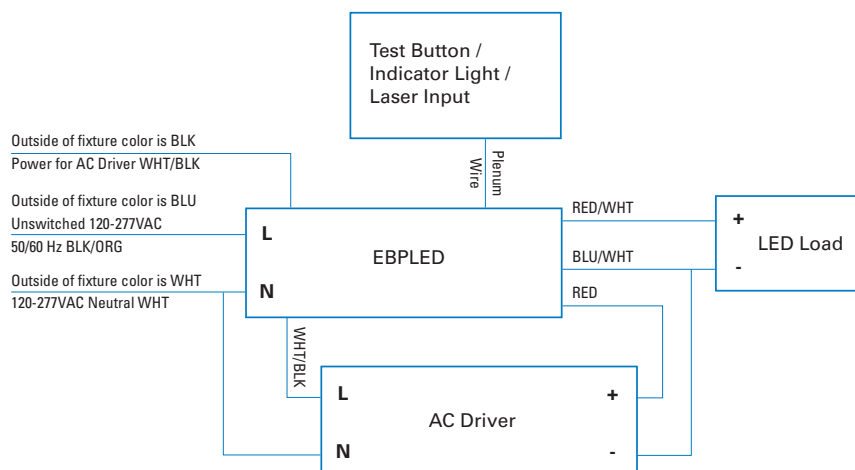 Test Button /
Indicator Light /
Laser Input
Outside of fixture color is BLK
Power for AC Driver WHT/BLK
Plenum
Wire
Outside of fixture color is BLU
Unswitched 120-277VAC
50/60 Hz BLK/ORG
L
EBPLED
N
RED/WHT
BLU/WHT
RED
+
LED Load
-
Outside of fixture color is WHT
120-277VAC Neutral WHT
WHT/BLK
L
+
AC Driver
N
-